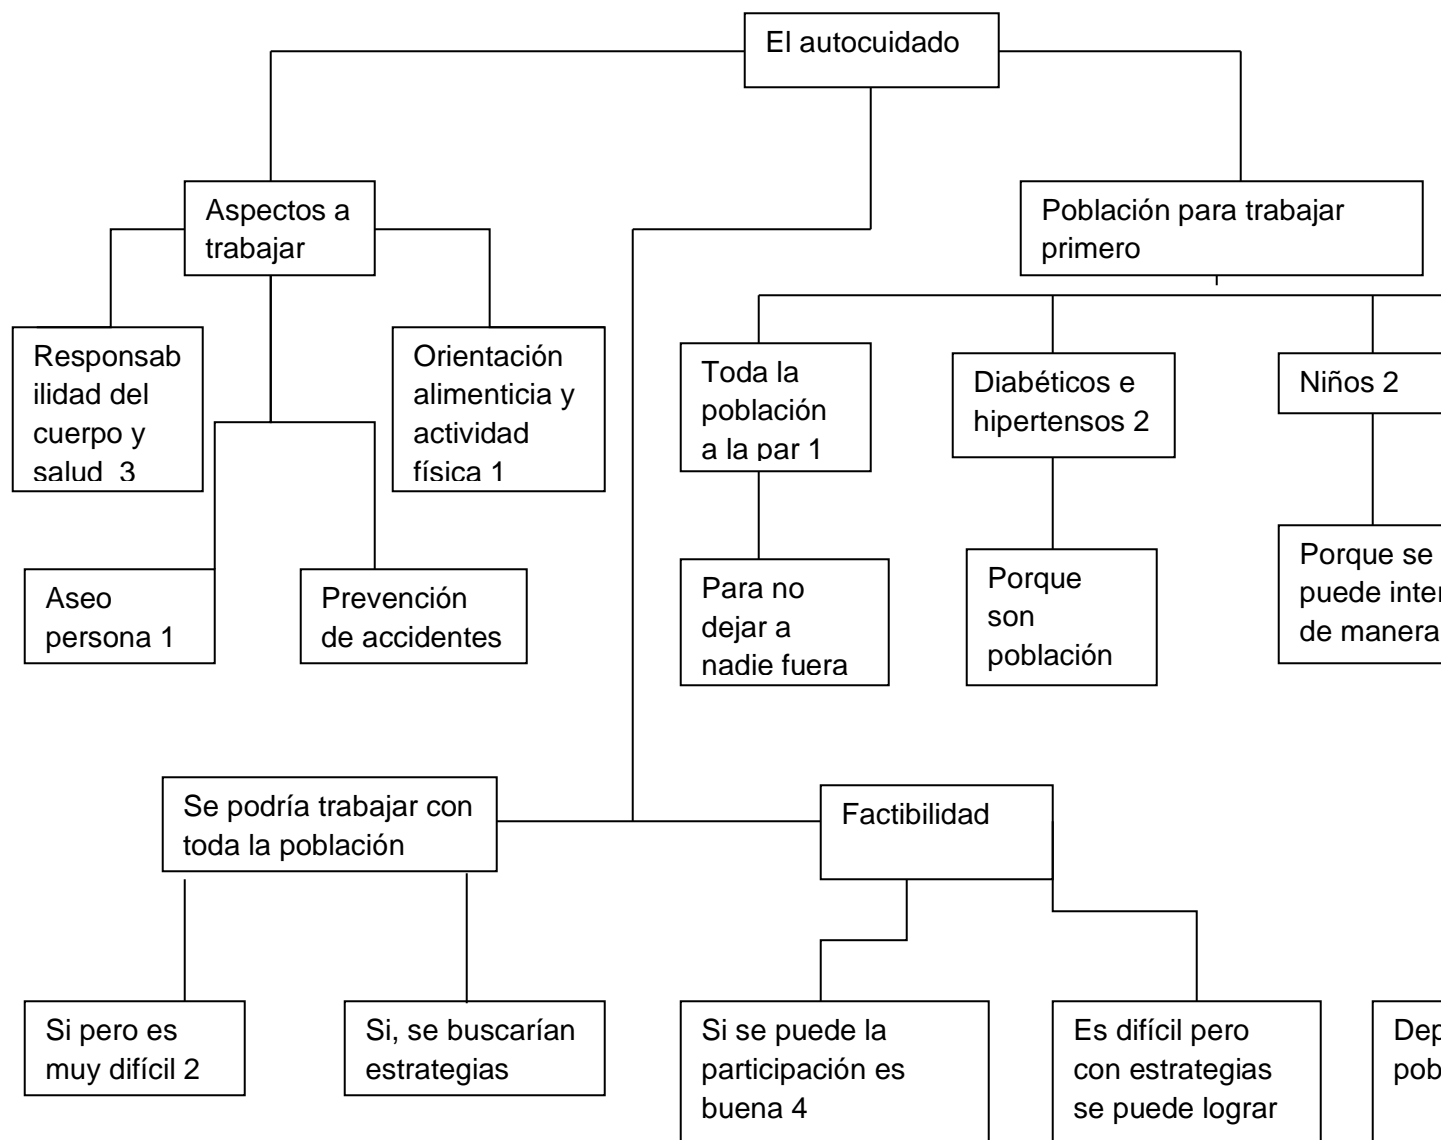 El autocuidado
Aspectos a
trabajar
Población para trabajar
primero
Responsab
ilidad del
cuerpo y
salud 3
Orientación
alimenticia y
actividad
física 1
Toda la
población
a la par 1
Diabéticos e
hipertensos 2
Niños 2
Aseo
persona 1
Prevención
de accidentes
Para no
dejar a
nadie fuera
Porque
son
población
Porque se
puede
de manera
Se podría trabajar con
toda la población
Factibilidad
Si pero es
muy difícil 2
Si, se buscarían
estrategias
Si se puede la
participación es
buena 4
Es difícil pero
con estrategias
se puede lograr